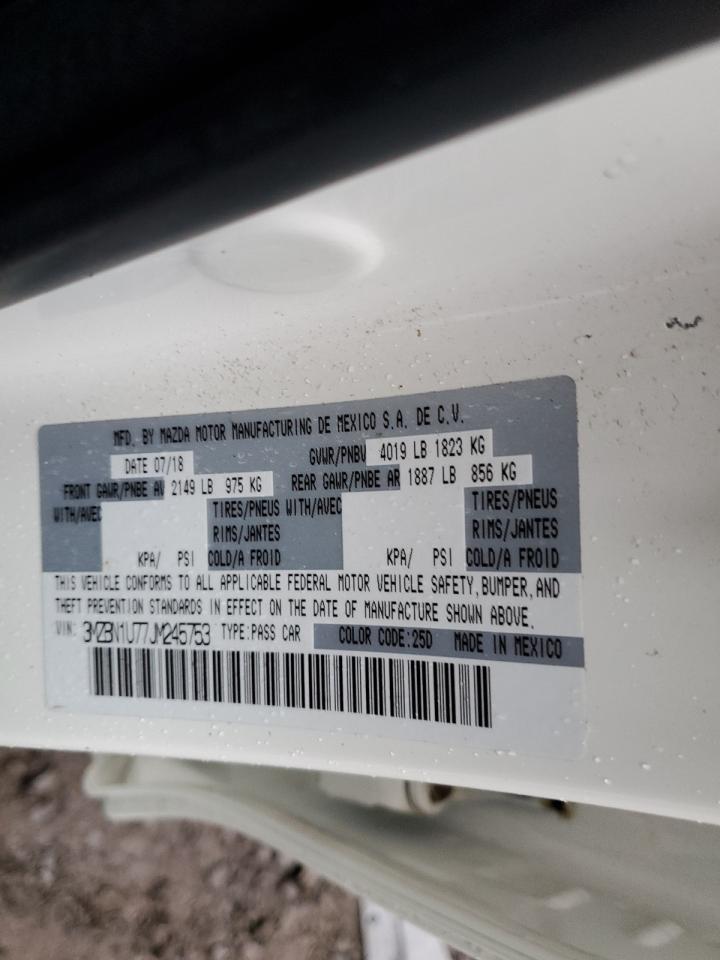 MFD. BY MAZDA MOTOR MANUFACTURING DE MEXICO S.A. DE C.V.
DATE 07/18 GVWR/PNBV 4019 LB 1823 KG
FRONT GAWR/PNBE AV 2149 LB 975 KG REAR GAWR/PNBE AR 1887 LB 856 KG
WITH/AVEC TIRES/PNEUS WITH/AVEC TIRES/PNEUS
RIMS/JANTES RIMS/JANTES
KPA/ PSI COLD/A FROID KPA/ PSI COLD/A FROID
THIS VEHICLE CONFORMS TO ALL APPLICABLE FEDERAL MOTOR VEHICLE SAFETY, BUMPER, AND
THEFT PREVENTION STANDARDS IN EFFECT ON THE DATE OF MANUFACTURE SHOWN ABOVE.
VIN: 3MZBN1U77JM245753 TYPE:PASS CAR COLOR CODE:25D MADE IN MEXICO